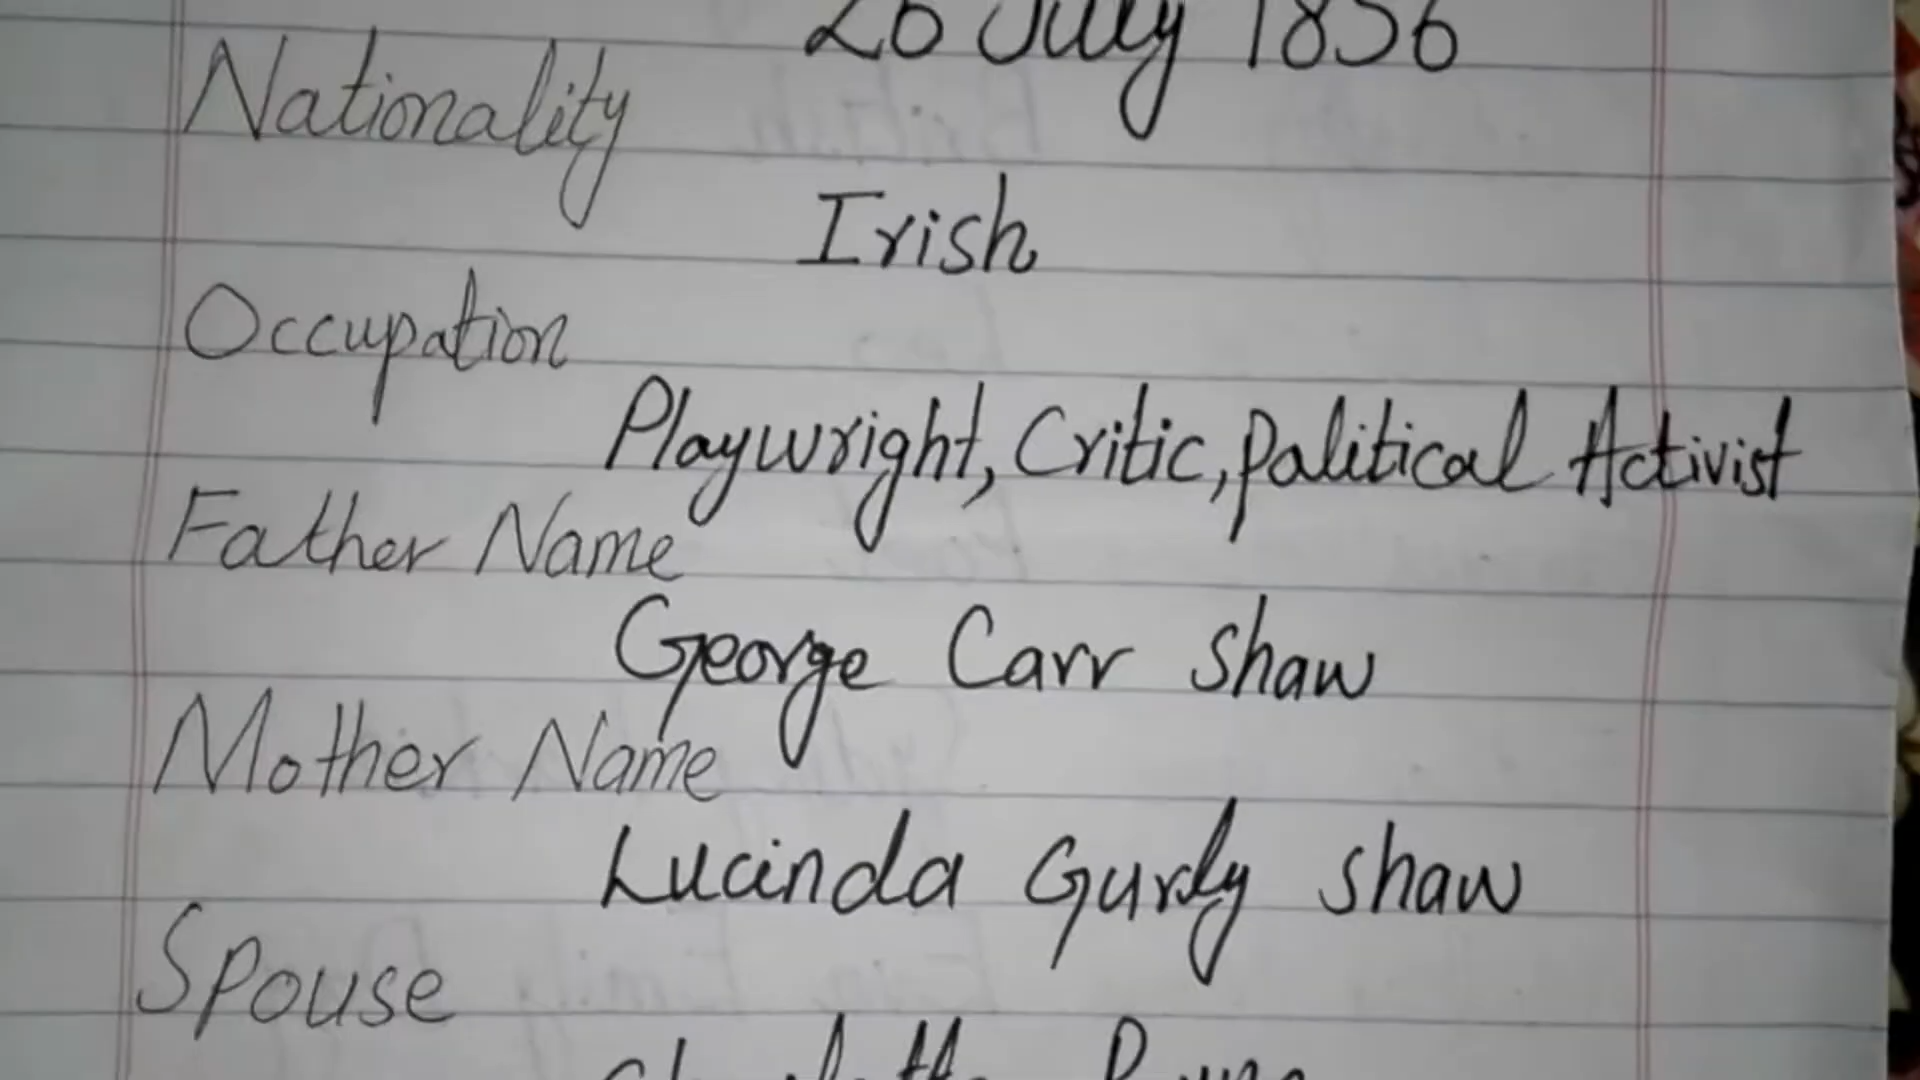 26 July 1856
Nationality
Irish
Occupation
Playwright, Critic, Palitical Activist
Father Name
George Carr Shaw
Mother Name
Lucinda Gurly Shaw
Spouse